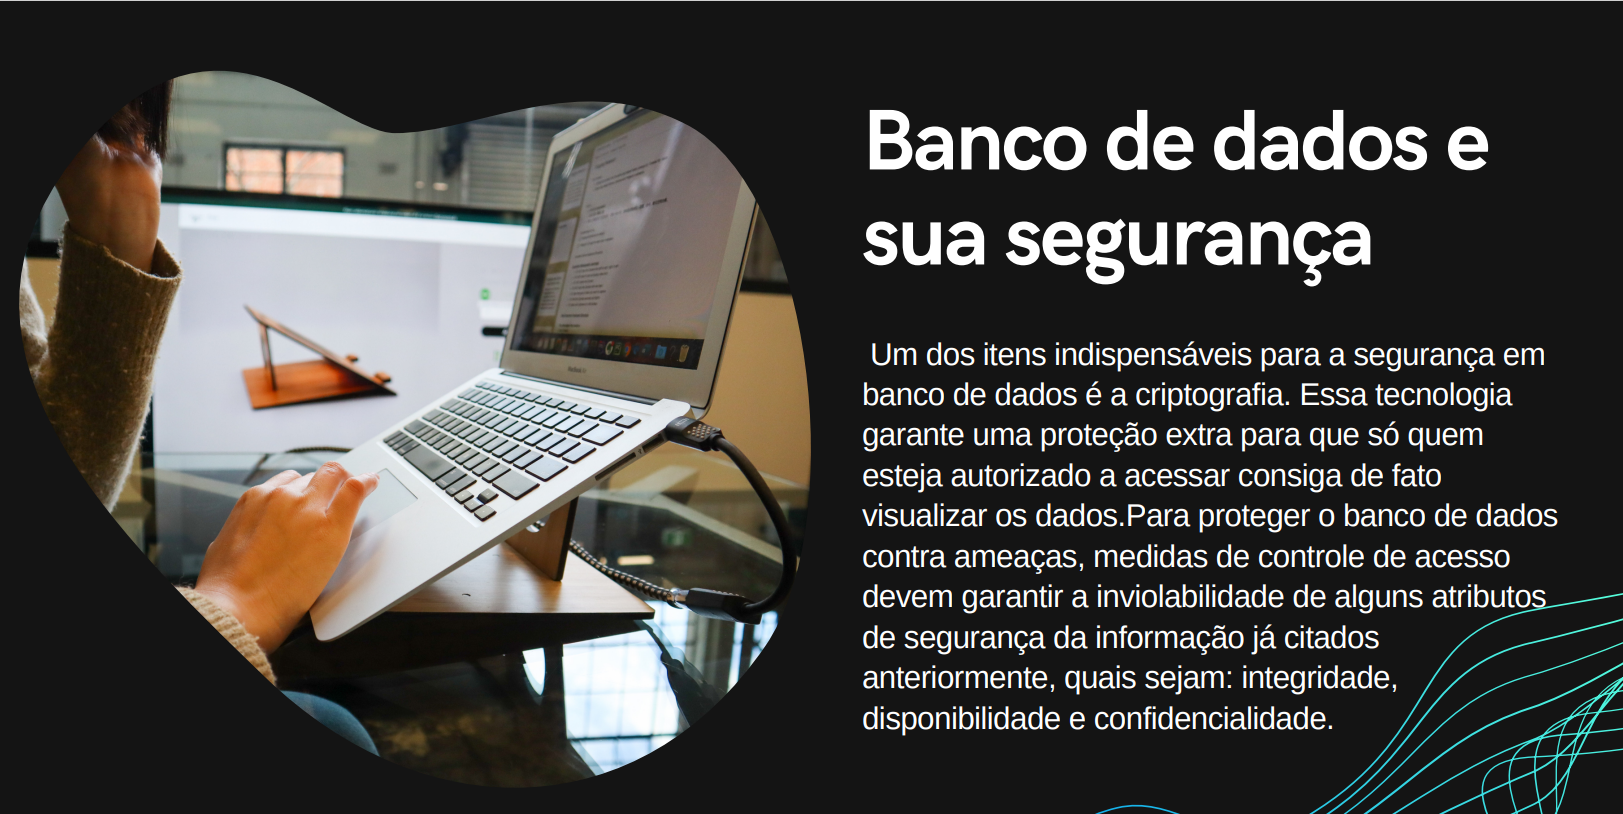 Banco de dados e
sua segurança
Um dos itens indispensáveis para a segurança em
banco de dados é a criptografia. Essa tecnologia
garante uma proteção extra para que só quem
esteja autorizado a acessar consiga de fato
visualizar os dados.Para proteger o banco de dados
contra ameaças, medidas de controle de acesso
devem garantir a inviolabilidade de alguns atributos
de segurança da informação já citados
anteriormente, quais sejam: integridade,
disponibilidade e confidencialidade.